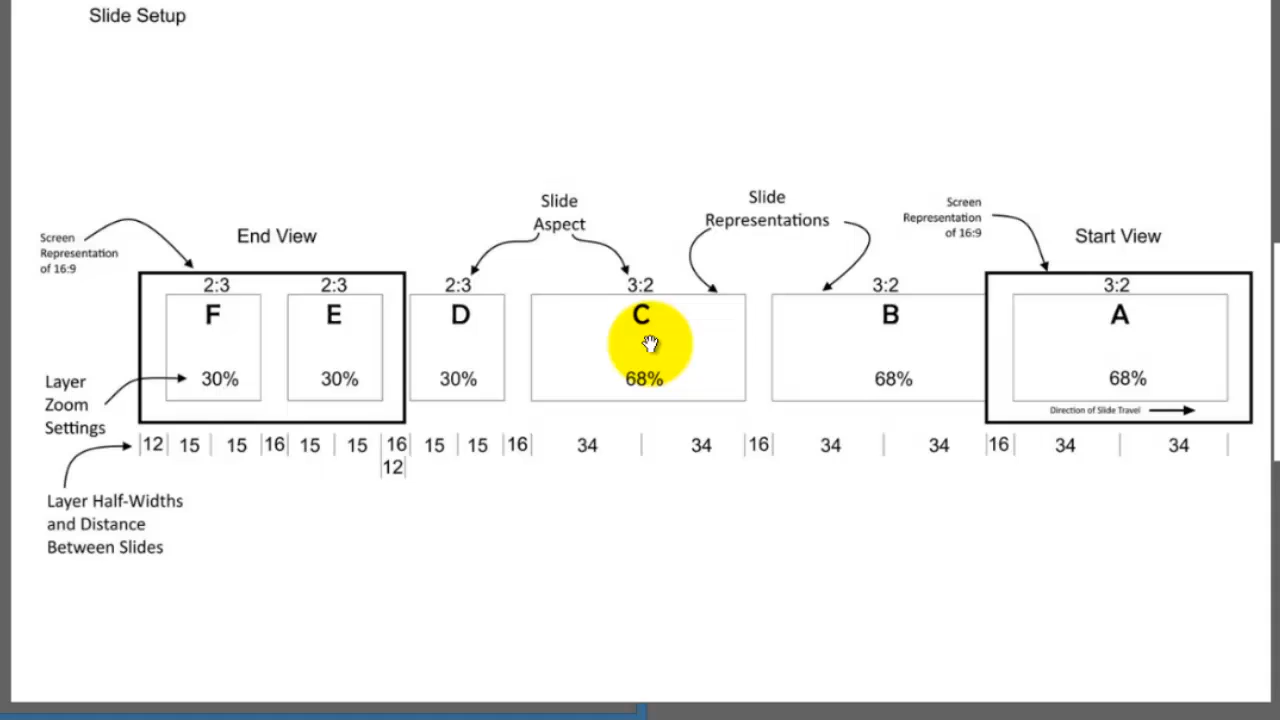 Slide Setup
Slide
Aspect
Slide
Representations
Screen
Representation
of 16:9
Screen
Representation
of 16:9
End View
Start View
2:3
2:3
2:3
3:2
3:2
3:2
F
E
D
C
B
A
30%
30%
30%
68%
68%
68%
Layer
Zoom
Settings
Direction of Slide Travel
12 15 15 16 15 15 16 15 15 16 34 34 16 34 34 16 34 34
12
Layer Half-Widths
and Distance
Between Slides